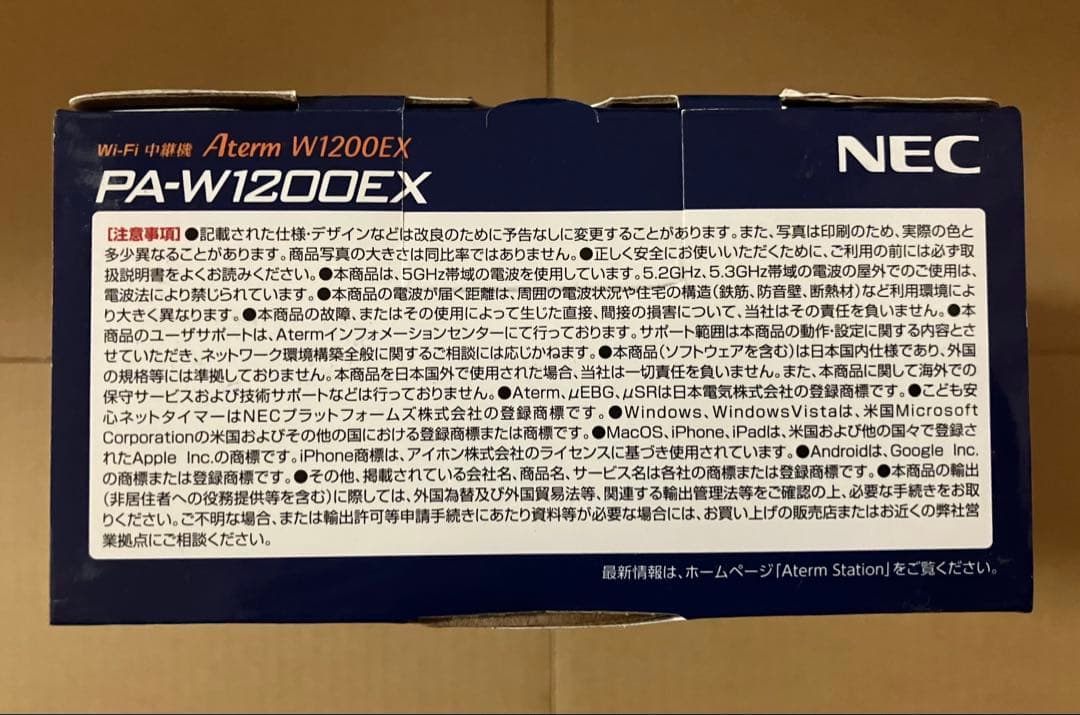 Wi-Fi 中継機 Aterm W1200EX
NEC
PA-W1200EX
[注意事項]●記載された仕様・デザインなどは改良のために予告なしに変更することがあります。また、写真は印刷のため、実際の色と
多少異なることがあります。商品写真の大きさは同比率ではありません。●正しく安全にお使いいただくために、ご利用の前には必ず取
扱説明書をよくお読みください。●本商品は、5GHz帯域の電波を使用しています。5.2GHz、5.3GHz帯域の電波の屋外でのご使用は、
電波法により禁じられています。●本商品の電波が届く距離は、周囲の電波状況や住宅の構造(鉄筋、防音壁、断熱材)など利用環境によ
り大きく異なります。●本商品の故障、またはその使用によって生じた直接、間接の損害について、当社はその責任を負いません。●本
商品のユーザサポートは、Atermインフォメーションセンターにて行っております。サポート範囲は本商品の動作・設定に関する内容とさ
せていただき、ネットワーク環境構築全般に関するご相談には応じかねます。●本商品(ソフトウェアを含む)は日本国内仕様であり、外国
の規格等には準拠しておりません。本商品を日本国外で使用された場合、当社は一切責任を負いません。また、本商品に関して海外での
保守サービスおよび技術サポートなどは行っておりません。●Aterm、μEBG、μSRは日本電気株式会社の登録商標です。●こども安
心ネットタイマーはNECプラットフォームズ株式会社の登録商標です。●Windows、WindowsVistaは、米国Microsoft
Corporationの米国およびその他の国における登録商標または商標です。●MacOS、iPhone、iPadは、米国および他の国々で登録さ
れたApple Inc.の商標です。iPhone商標は、アイホン株式会社のライセンスに基づき使用されています。●Androidは、Google Inc.
の商標または登録商標です。●その他、掲載されている会社名、商品名、サービス名は各社の商標または登録商標です。●本商品の輸出
(非居住者への役務提供等を含む)に際しては、外国為替及び外国貿易法等、関連する輸出管理法等をご確認の上、必要な手続きをお取
りください。ご不明な場合、または輸出許可等申請手続きにあたり資料等が必要な場合には、お買い上げの販売店またはお近くの弊社営
業拠点にご相談ください。
最新情報は、ホームページ「Aterm Station」をご覧ください。